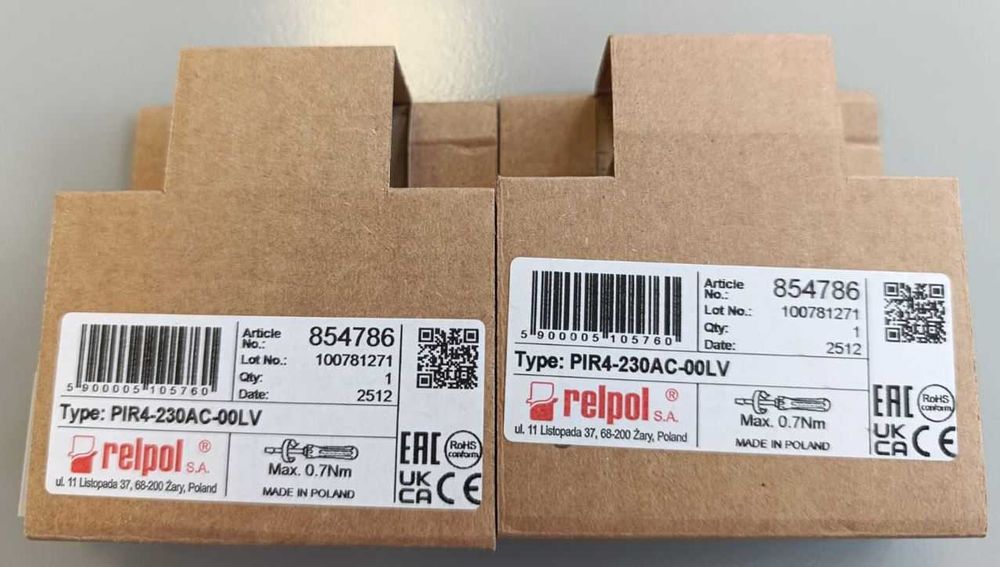 Article No.: 854786
Lot No.: 100781271
Qty: 1
Date: 2512
5 900005 105760
Type: PIR4-230AC-00LV
relpol ® S.A.
ul. 11 Listopada 37, 68-200 Żary, Poland
Max. 0.7Nm
MADE IN POLAND
EAC
RoHS conform
UK CA CE
Article No.: 854786
Lot No.: 100781271
Qty: 1
Date: 2512
5 900005 105760
Type: PIR4-230AC-00LV
relpol ® S.A.
ul. 11 Listopada 37, 68-200 Żary, Poland
Max. 0.7Nm
MADE IN POLAND
EAC
RoHS conform
UK CA CE